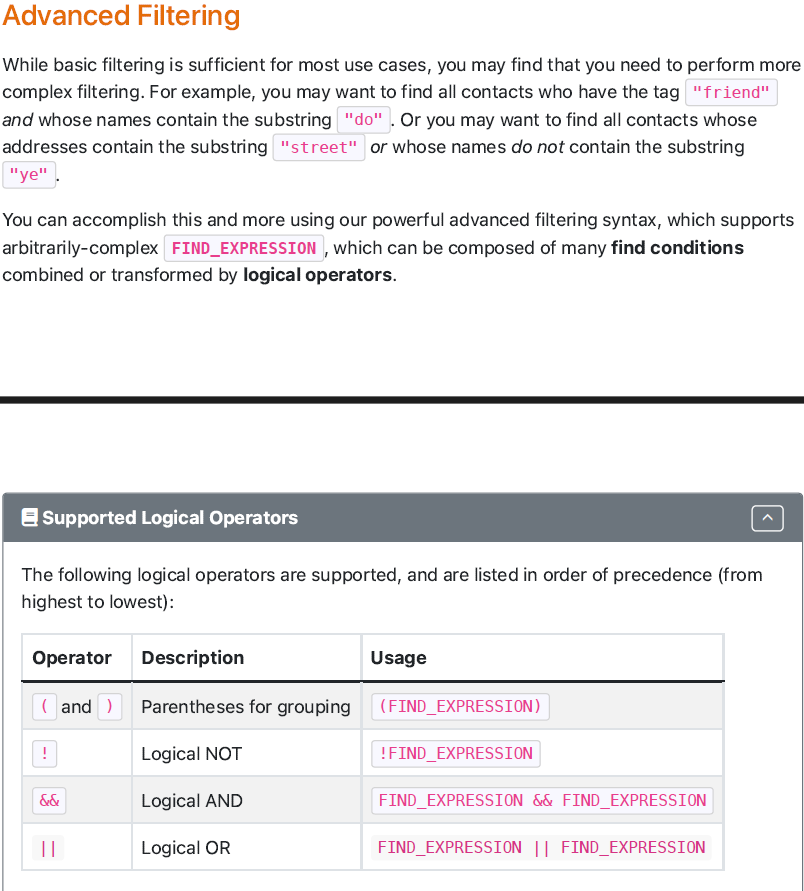 Advanced Filtering
While basic filtering is sufficient for most use cases, you may find that you need to perform more
complex filtering. For example, you may want to find all contacts who have the tag "friend"
and whose names contain the substring "do" . Or you may want to find all contacts whose
addresses contain the substring "street" or whose names do not contain the substring
"ye" .
You can accomplish this and more using our powerful advanced filtering syntax, which supports
arbitrarily-complex FIND_EXPRESSION , which can be composed of many find conditions
combined or transformed by logical operators.
Supported Logical Operators
The following logical operators are supported, and are listed in order of precedence (from
highest to lowest):
Operator Description Usage
( and ) Parentheses for grouping (FIND_EXPRESSION)
! Logical NOT !FIND_EXPRESSION
&& Logical AND FIND_EXPRESSION && FIND_EXPRESSION
|| Logical OR FIND_EXPRESSION || FIND_EXPRESSION